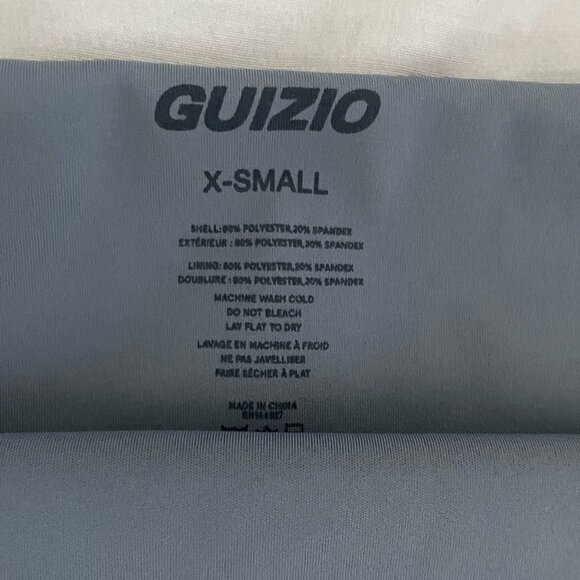 GUIZIO
X-SMALL
SHELL: 80% POLYESTER, 20% SPANDEX
EXTÉRIEUR : 80% POLYESTER, 20% SPANDEX
LINING: 80% POLYESTER, 20% SPANDEX
DOUBLURE : 80% POLYESTER, 20% SPANDEX
MACHINE WASH COLD
DO NOT BLEACH
LAY FLAT TO DRY
LAVAGE EN MACHINE À FROID
NE PAS JAVELLISER
FAIRE SÉCHER À PLAT
MADE IN CHINA